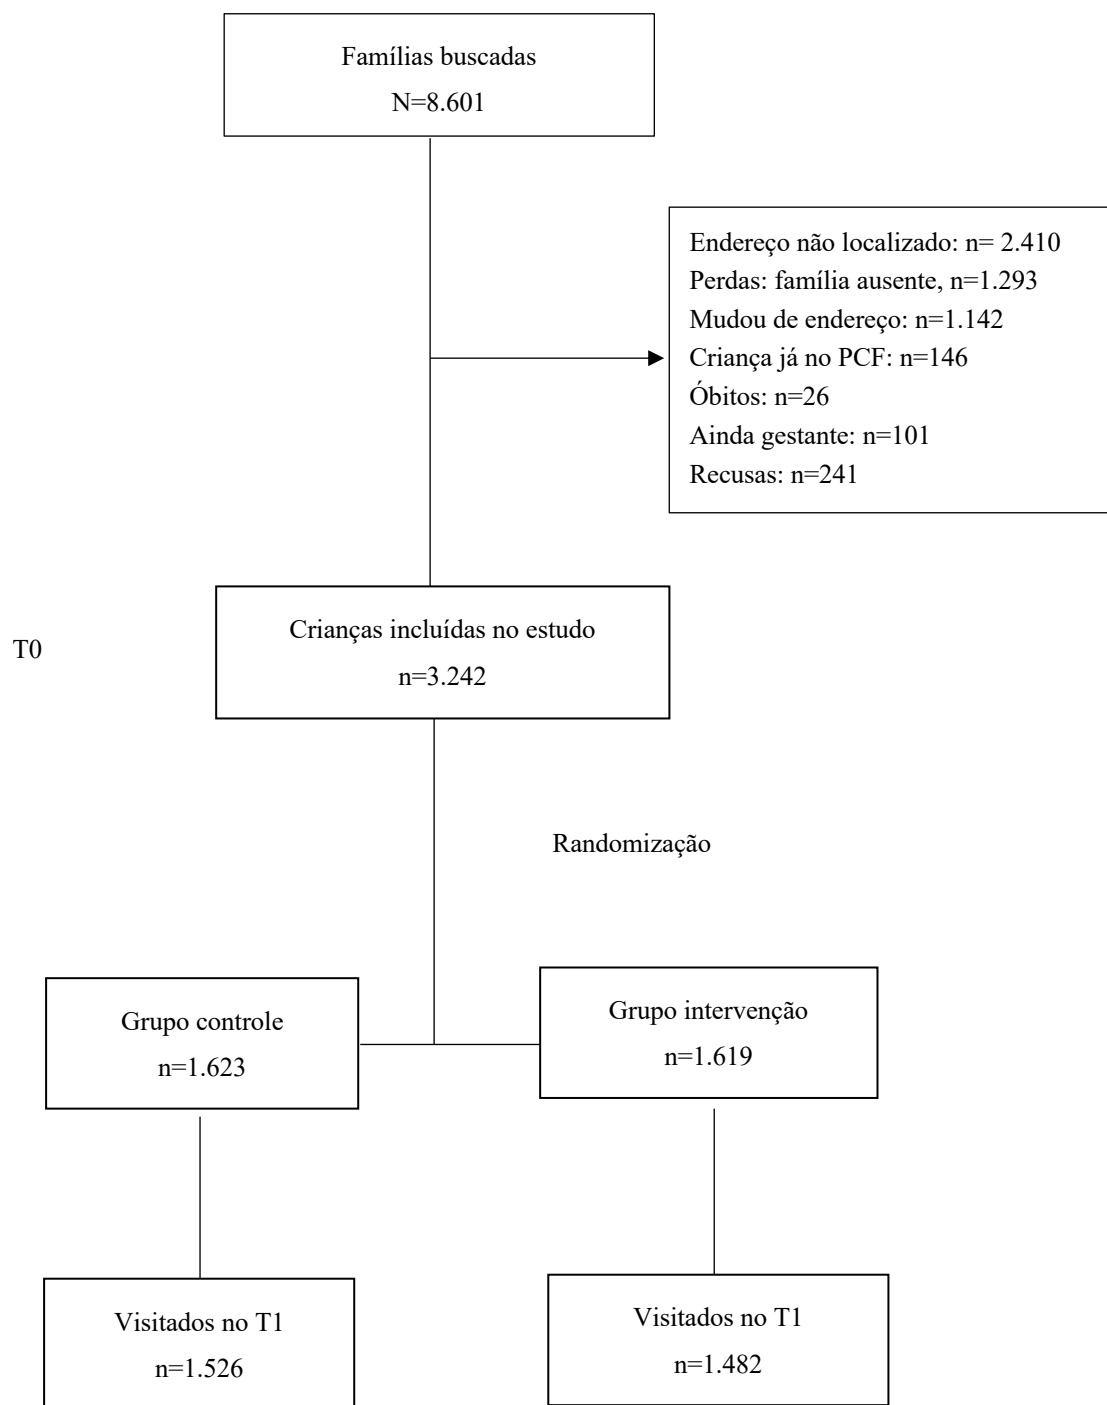 Famílias buscadas
N=8.601
Endereço não localizado: n= 2.410
Perdas: família ausente, n=1.293
Mudou de endereço: n=1.142
Criança já no PCF: n=146
Óbitos: n=26
Ainda gestante: n=101
Recusas: n=241
T0
Crianças incluídas no estudo
n=3.242
Randomização
Grupo controle
n=1.623
Grupo intervenção
n=1.619
Visitados no T1
n=1.526
Visitados no T1
n=1.482